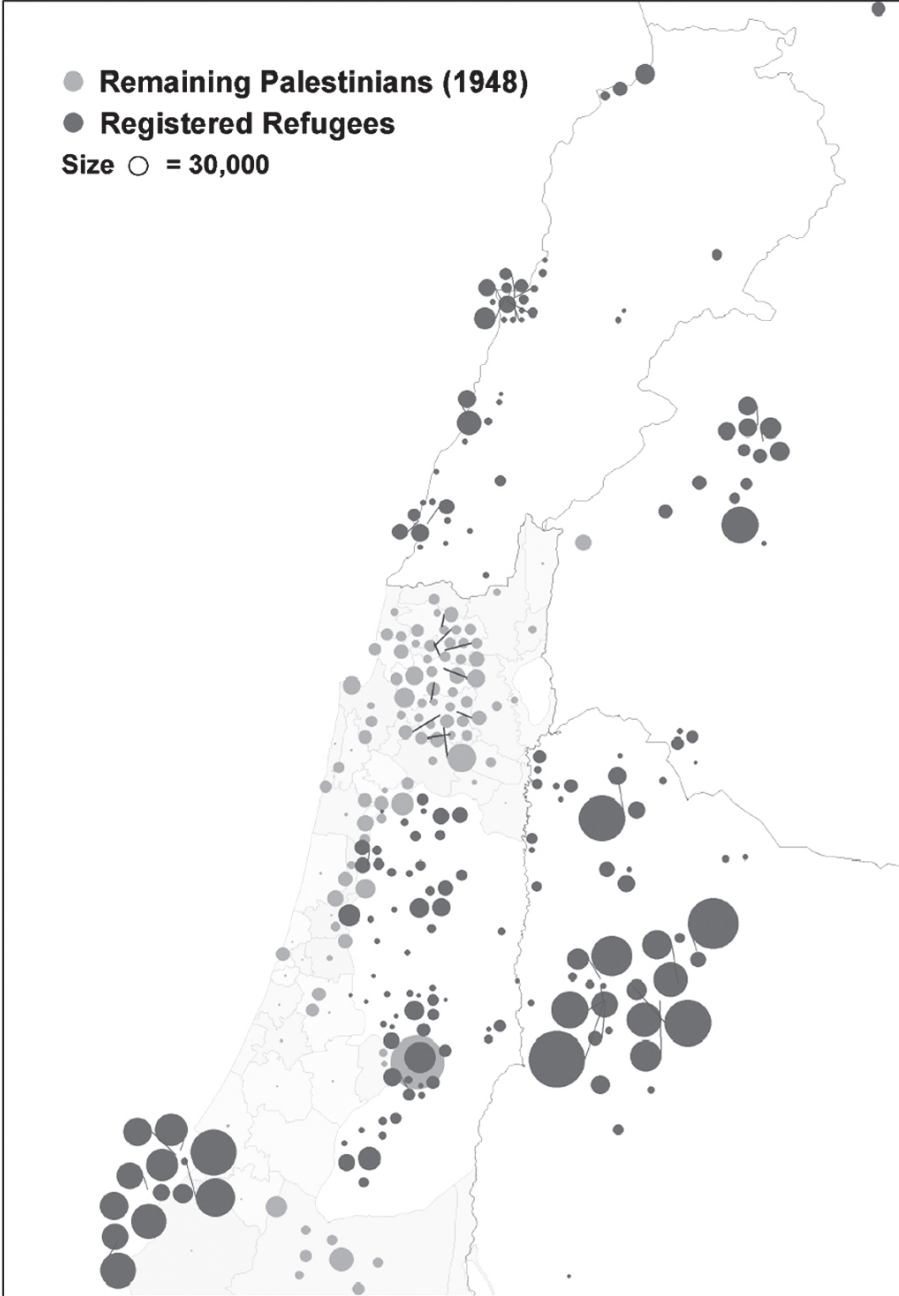 Remaining Palestinians (1948)
Registered Refugees
Size = 30,000